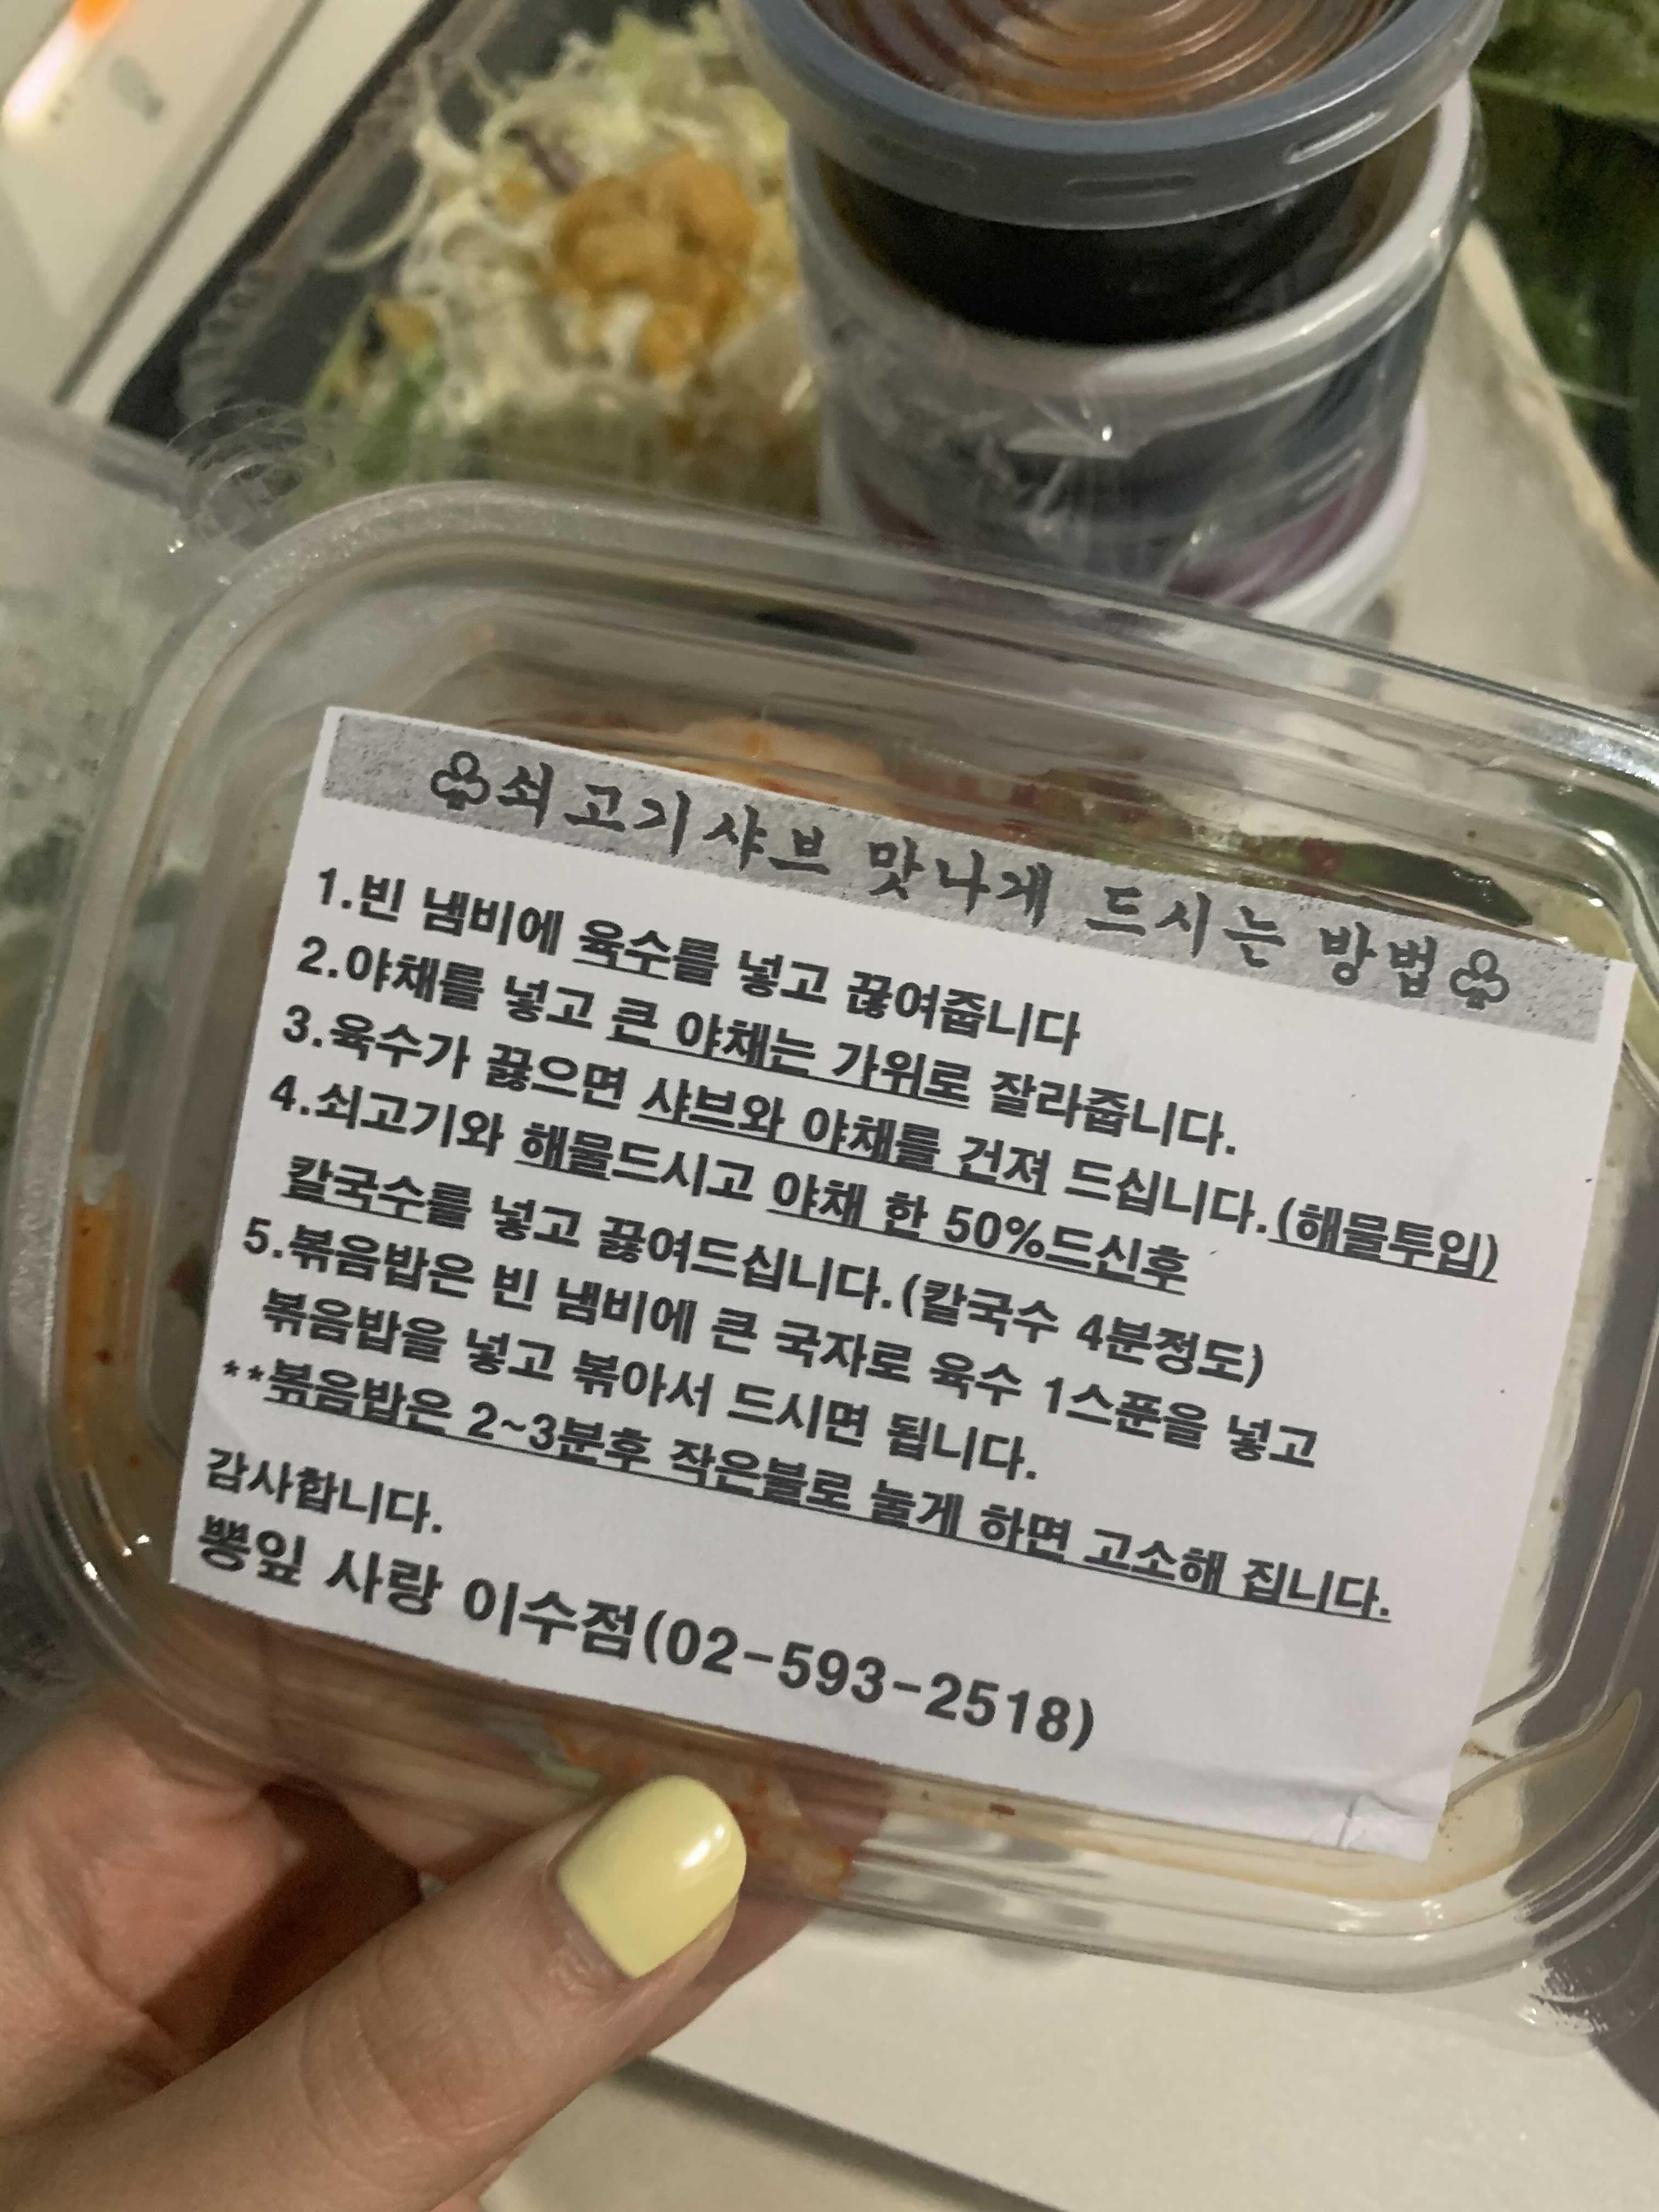 ♧쇠고기샤브 맛나게 드시는 방법♧
1.빈 냄비에 육수를 넣고 끊여줍니다
2.야채를 넣고 큰 야채는 가위로 잘라줍니다.
3.육수가 끓으면 샤브와 야채를 건져 드십니다.(해물투입)
4.쇠고기와 해물드시고 야채 한 50%드신후
칼국수를 넣고 끓여드십니다.(칼국수 4분정도)
5.볶음밥은 빈 냄비에 큰 국자로 육수 1스푼을 넣고
볶음밥을 넣고 볶아서 드시면 됩니다.
**볶음밥은 2~3분후 작은불로 눌게 하면 고소해 집니다.
감사합니다.
뽕잎 사랑 이수점(02-593-2518)